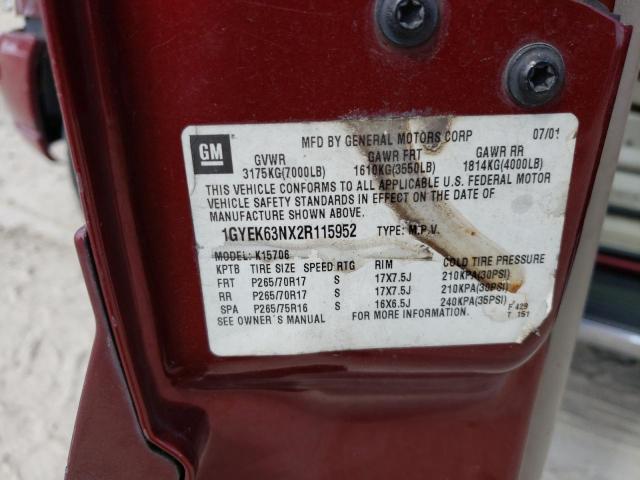 GM
MFD BY GENERAL MOTORS CORP 07/01
GVWR GAWR FRT GAWR RR
3175KG(7000LB) 1610KG(3550LB) 1814KG(4000LB)
THIS VEHICLE CONFORMS TO ALL APPLICABLE U.S. FEDERAL MOTOR
VEHICLE SAFETY STANDARDS IN EFFECT ON THE DATE OF
MANUFACTURE SHOWN ABOVE.
1GYEK63NX2R115952 TYPE: M.P.V.
MODEL: K15706
KPTB TIRE SIZE SPEED RTG RIM COLD TIRE PRESSURE
FRT P265/70R17 S 17X7.5J 210KPA(30PSI)
RR P265/70R17 S 17X7.5J 210KPA(30PSI)
SPA P265/75R16 S 16X6.5J 240KPA(35PSI)
SEE OWNER'S MANUAL FOR MORE INFORMATION.
F 429
T 151